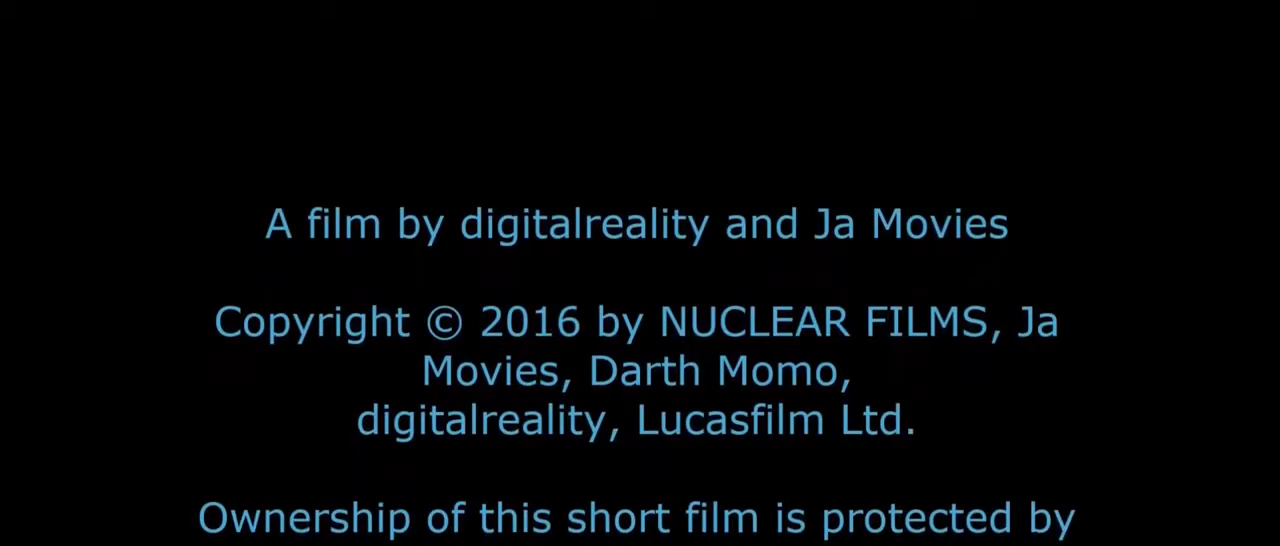 A film by digitalreality and Ja Movies
Copyright © 2016 by NUCLEAR FILMS, Ja
Movies, Darth Momo,
digitalreality, Lucasfilm Ltd.
Ownership of this short film is protected by